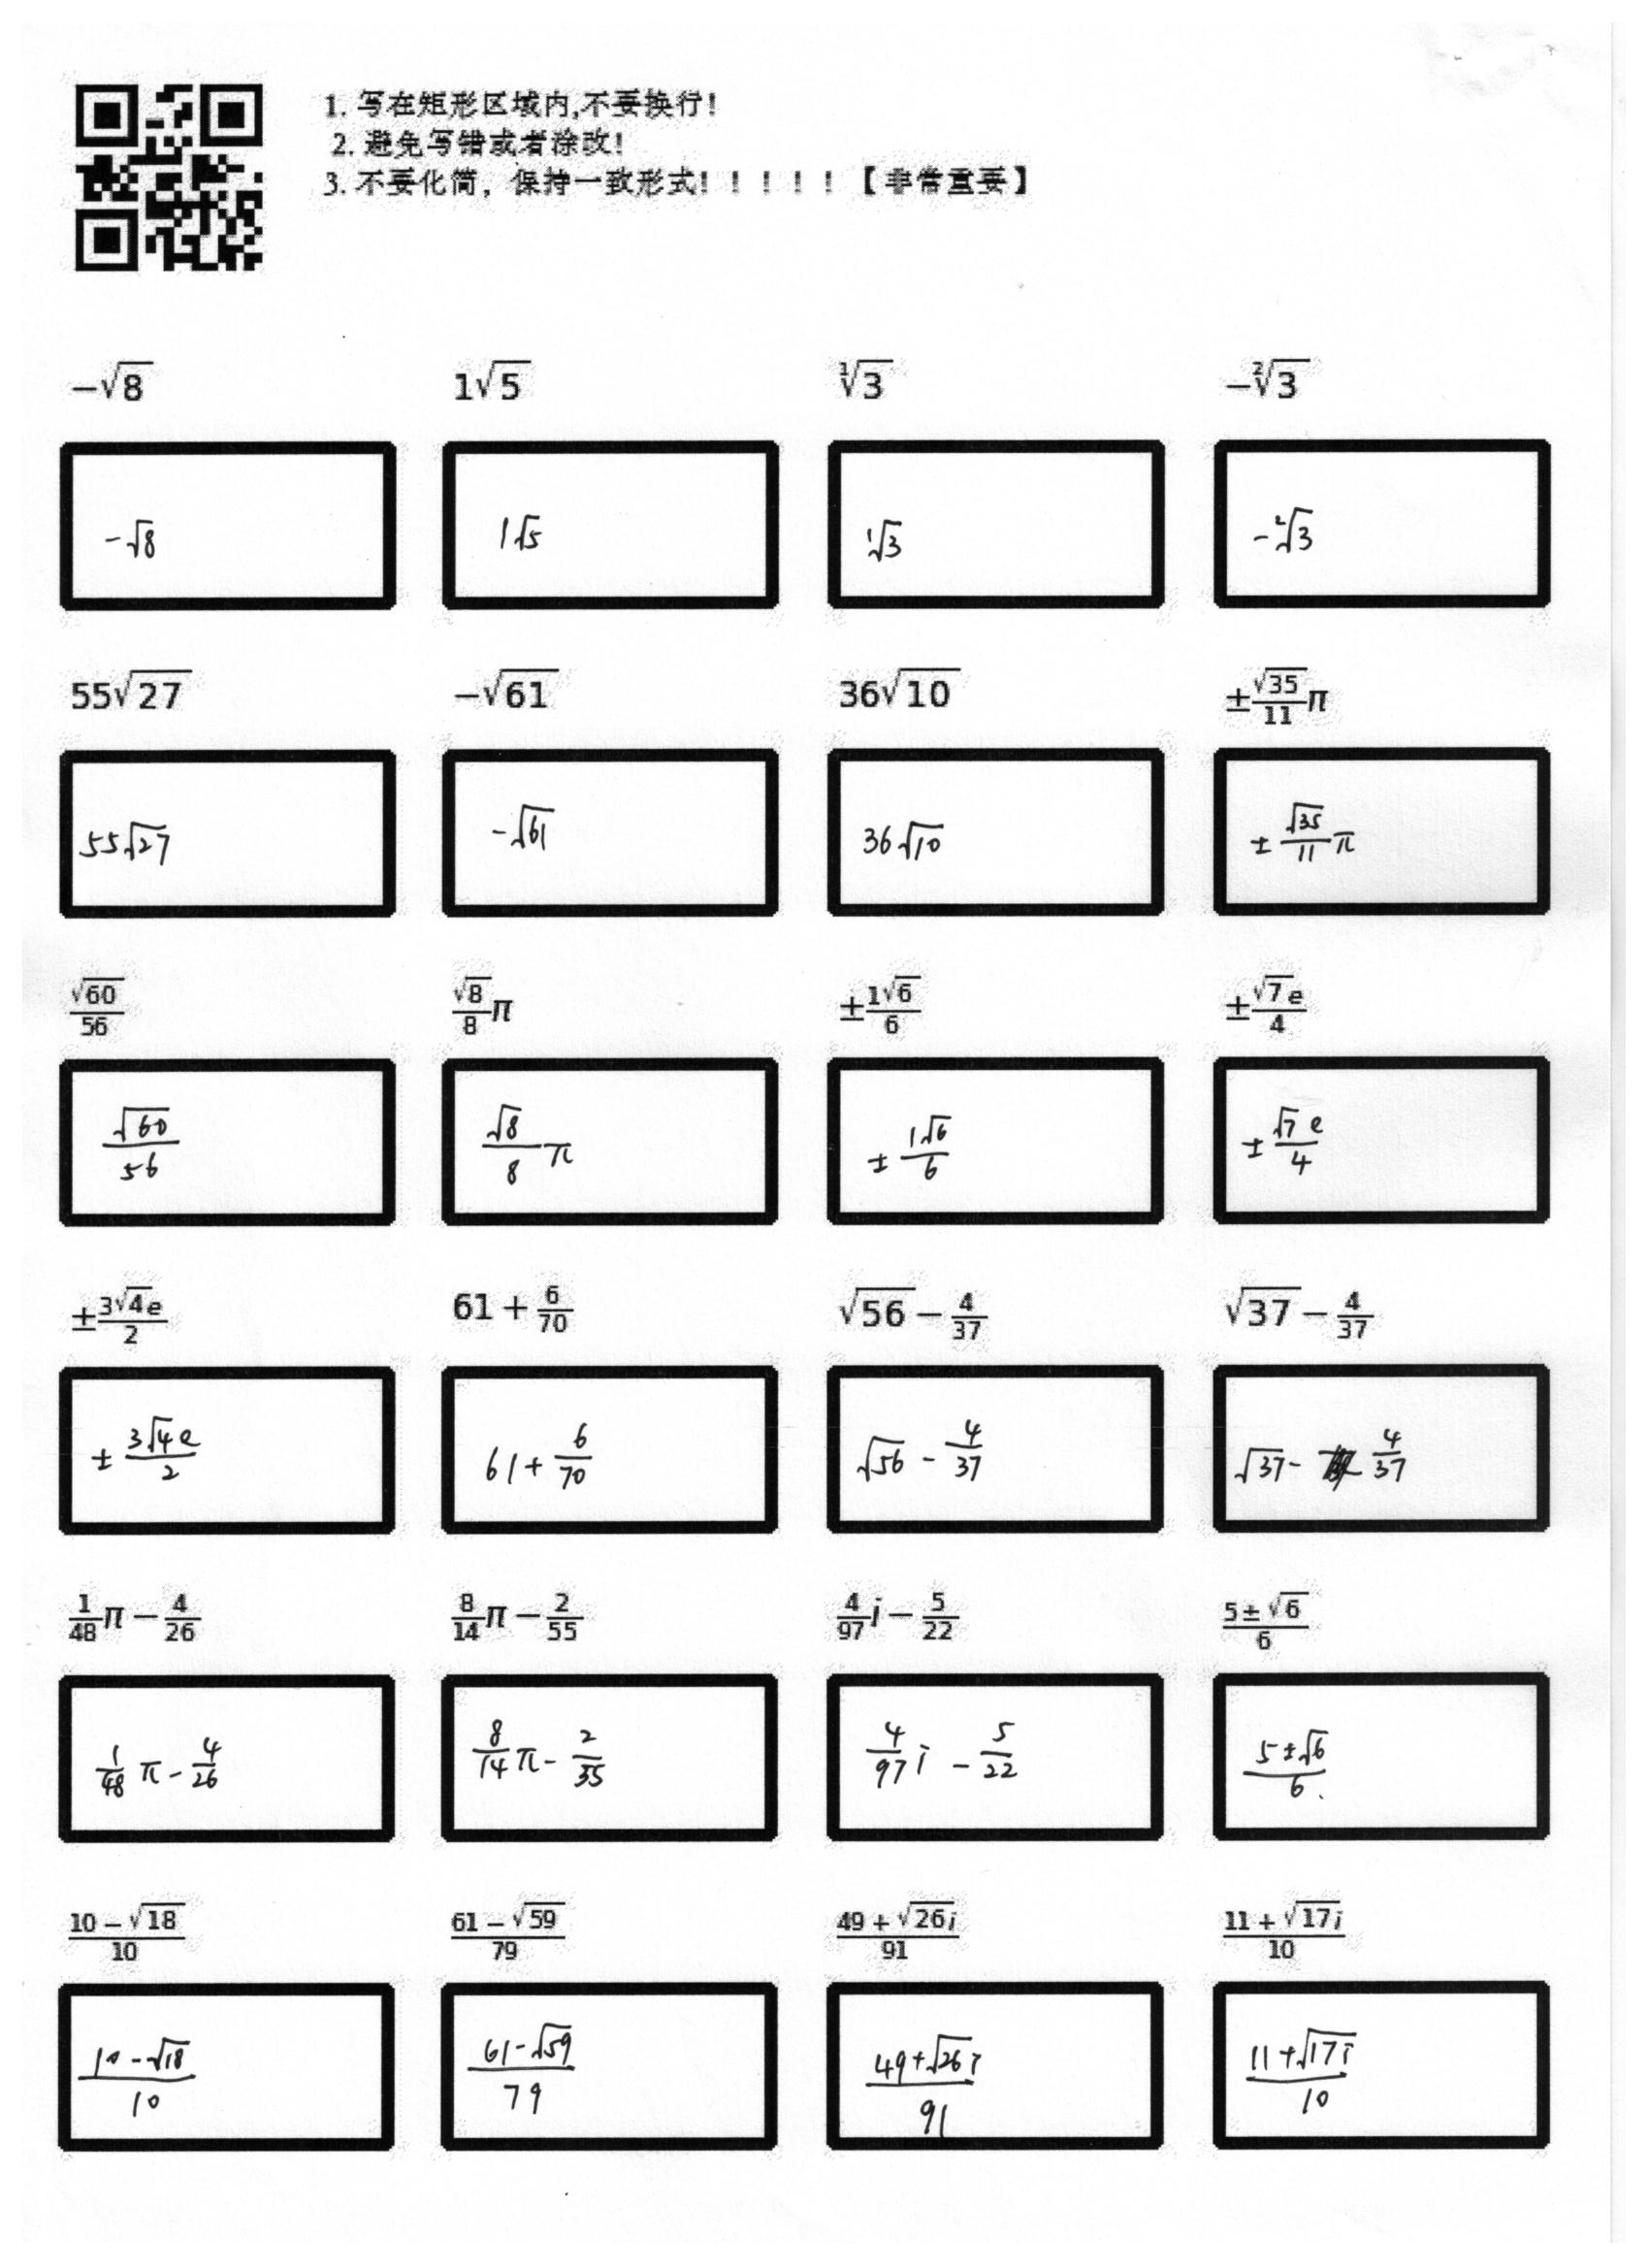 1. 写在矩形区域内,不要换行!
2. 避免写错或者涂改!
3. 不要化简，保持一致形式！！！！！【非常重要】
$-\sqrt{8}$ $1\sqrt{5}$ $\sqrt[1]{3}$ $-\sqrt[2]{3}$
$-\sqrt{8}$ $1\sqrt{5}$ $\sqrt[1]{3}$ $-\sqrt[2]{3}$
$55\sqrt{27}$ $-\sqrt{61}$ $36\sqrt{10}$ $\pm\frac{\sqrt{35}}{11}\pi$
$55\sqrt{27}$ $-\sqrt{61}$ $36\sqrt{10}$ $\pm\frac{\sqrt{35}}{11}\pi$
$\frac{\sqrt{60}}{56}$ $\frac{\sqrt{8}}{8}\pi$ $\pm\frac{1\sqrt{6}}{6}$ $\pm\frac{\sqrt{7}e}{4}$
$\frac{\sqrt{60}}{56}$ $\frac{\sqrt{8}}{8}\pi$ $\pm\frac{1\sqrt{6}}{6}$ $\pm\frac{\sqrt{7}e}{4}$
$\pm\frac{3\sqrt{4}e}{2}$ $61+\frac{6}{70}$ $\sqrt{56}-\frac{4}{37}$ $\sqrt{37}-\frac{4}{37}$
$\pm\frac{3\sqrt{4}e}{2}$ $61+\frac{6}{70}$ $\sqrt{56}-\frac{4}{37}$ $\sqrt{37}-\frac{4}{37}$
$\frac{1}{48}\pi-\frac{4}{26}$ $\frac{8}{14}\pi-\frac{2}{55}$ $\frac{4}{97}i-\frac{5}{22}$ $\frac{5\pm\sqrt{6}}{6}$
$\frac{1}{48}\pi-\frac{4}{26}$ $\frac{8}{14}\pi-\frac{2}{35}$ $\frac{4}{97}i-\frac{5}{22}$ $\frac{5\pm\sqrt{6}}{6}$
$\frac{10-\sqrt{18}}{10}$ $\frac{61-\sqrt{59}}{79}$ $\frac{49+\sqrt{26}i}{91}$ $\frac{11+\sqrt{17}i}{10}$
$\frac{10-\sqrt{18}}{10}$ $\frac{61-\sqrt{59}}{79}$ $\frac{49+\sqrt{26}i}{91}$ $\frac{11+\sqrt{17i}}{10}$